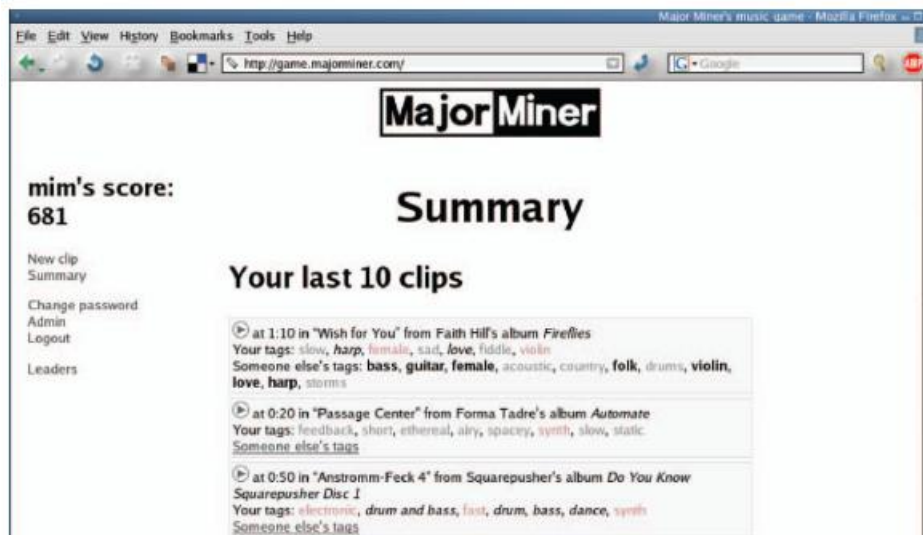 Major Miner's music game - Mozilla Firefox
File Edit View History Bookmarks Tools Help
http://game.majorminer.com/ G Google ABP
Major Miner
mim's score:
681
Summary
New clip
Summary
Change password
Admin
Logout
Leaders
Your last 10 clips
at 1:10 in "Wish for You" from Faith Hill's album Fireflies
Your tags: slow, harp, female, sad, love, fiddle, violin
Someone else's tags: bass, guitar, female, acoustic, country, folk, drums, violin,
love, harp, storms
at 0:20 in "Passage Center" from Forma Tadre's album Automate
Your tags: feedback, short, ethereal, airy, spacey, synth, slow, static
Someone else's tags
at 0:50 in "Anstromm-Feck 4" from Squarepusher's album Do You Know
Squarepusher Disc 1
Your tags: electronic, drum and bass, fast, drum, bass, dance, synth
Someone else's tags